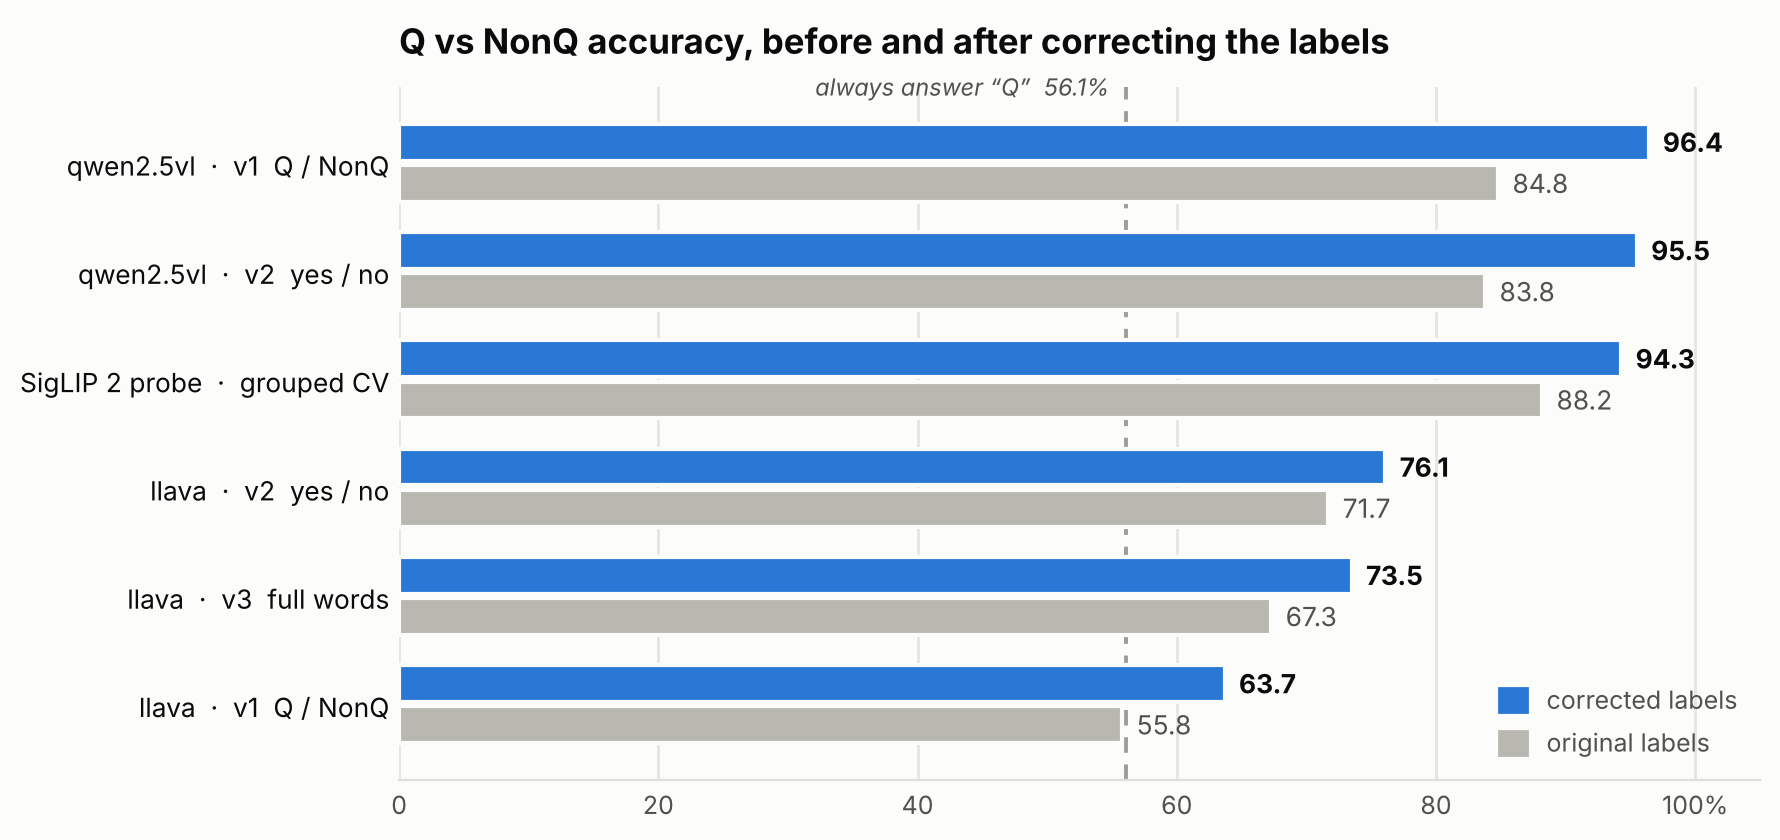 Q vs NonQ accuracy, before and after correcting the labels
always answer “Q” 56.1%
qwen2.5vl · v1 Q / NonQ
96.4
84.8
qwen2.5vl · v2 yes / no
95.5
83.8
SigLIP 2 probe · grouped CV
94.3
88.2
llava · v2 yes / no
76.1
71.7
llava · v3 full words
73.5
67.3
llava · v1 Q / NonQ
63.7
55.8
corrected labels
original labels
0 20 40 60 80 100%